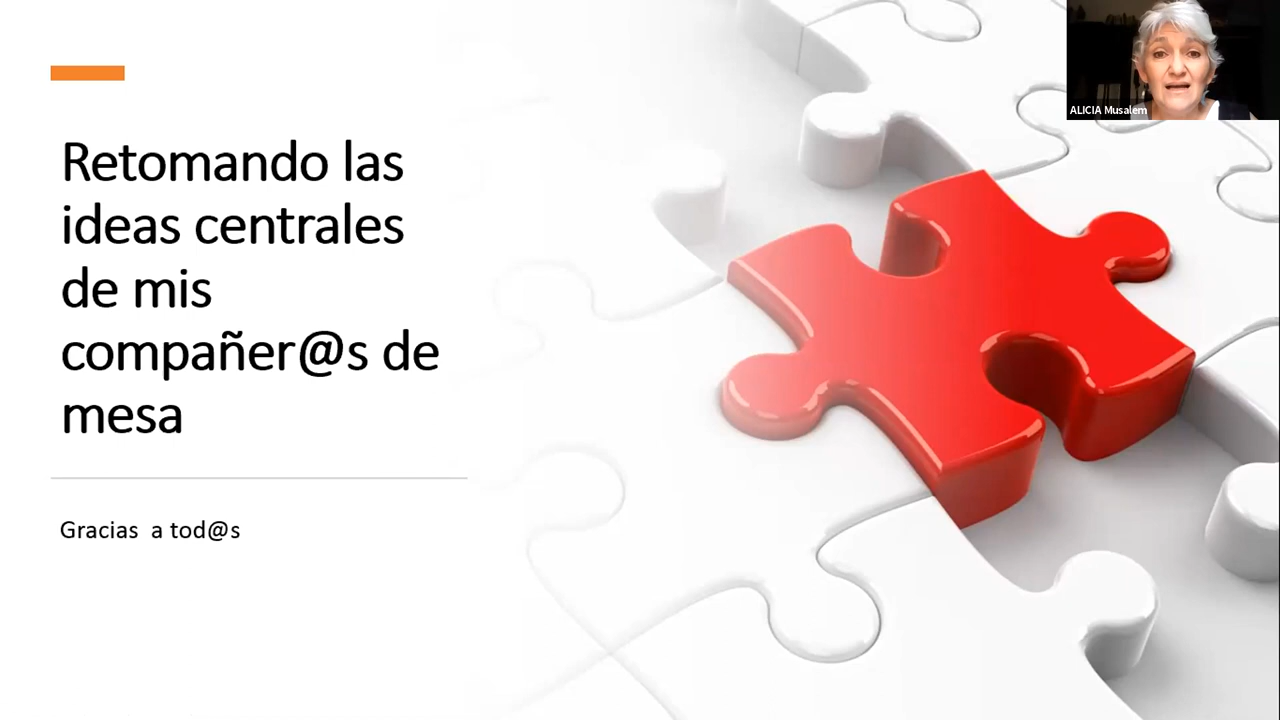 Retomando las
ideas centrales
de mis
compañer@s de
mesa
Gracias a tod@s
ALICIA Musalem